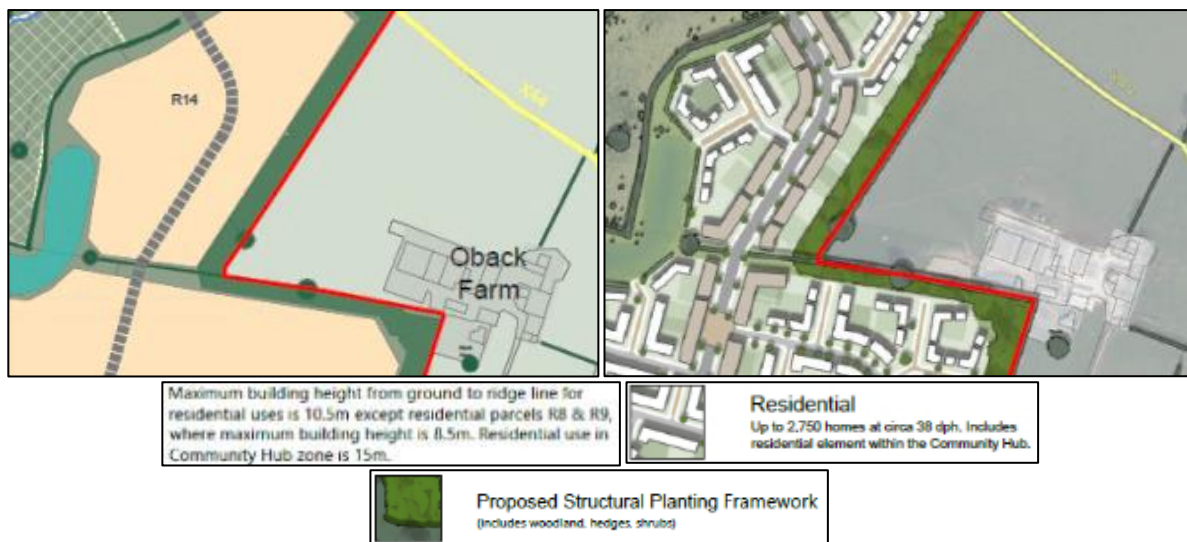 R14
X64
Oback
Farm
Maximum building height from ground to ridge line for
residential uses is 10.5m except residential parcels R8 & R9,
where maximum building height is 8.5m. Residential use in
Community Hub zone is 15m.
Residential
Up to 2,750 homes at circa 38 dph. Includes
residential element within the Community Hub.
Proposed Structural Planting Framework
(includes woodland, hedges, shrubs)